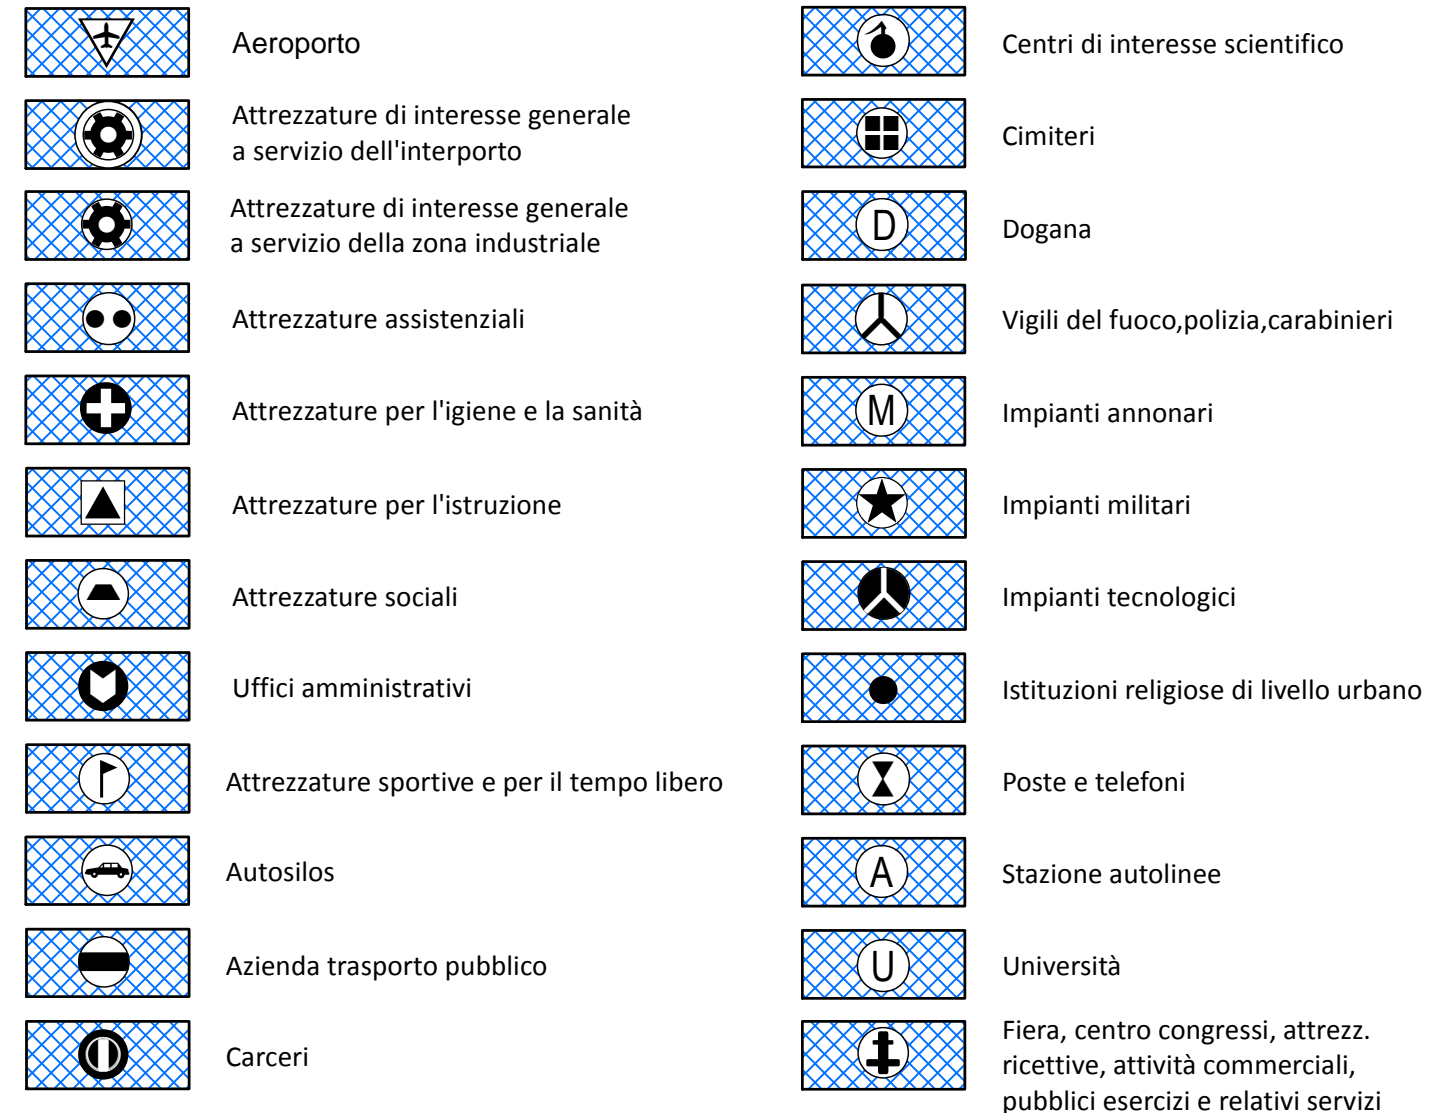 Aeroporto
Attrezzature di interesse generale
a servizio dell'interporto
Attrezzature di interesse generale
a servizio della zona industriale
Attrezzature assistenziali
Attrezzature per l'igiene e la sanità
Attrezzature per l'istruzione
Attrezzature sociali
Uffici amministrativi
Attrezzature sportive e per il tempo libero
Autosilos
Azienda trasporto pubblico
Carceri
Centri di interesse scientifico
Cimiteri
D
Dogana
Vigili del fuoco,polizia,carabinieri
M
Impianti annonari
Impianti militari
Impianti tecnologici
Istituzioni religiose di livello urbano
Poste e telefoni
A
Stazione autolinee
U
Università
Fiera, centro congressi, attrezz.
ricettive, attività commerciali,
pubblici esercizi e relativi servizi